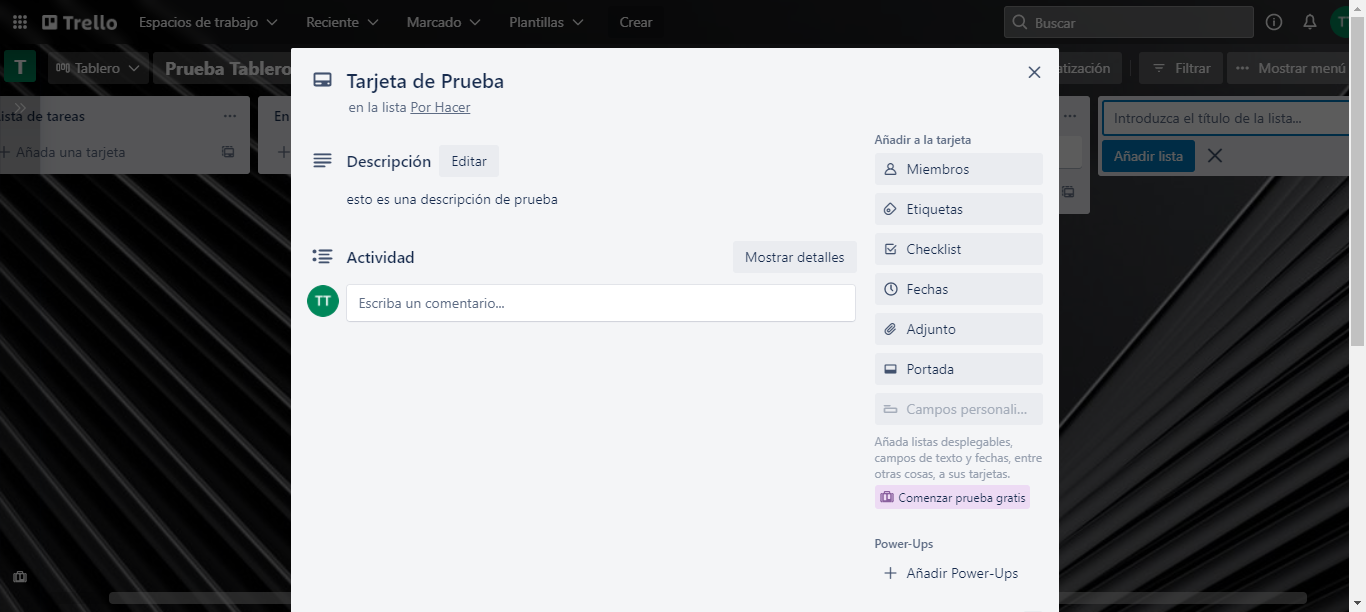 Trello
Espacios de trabajo
Reciente
Marcado
Plantillas
Crear
Buscar
TT
T
Tablero
Prueba Tablero
Filtrar
Mostrar menú
ista de tareas
Añada una tarjeta
En
Introduzca el título de la lista...
Añadir lista
Tarjeta de Prueba
en la lista Por Hacer
Descripción
Editar
esto es una descripción de prueba
Actividad
Mostrar detalles
TT
Escriba un comentario...
Añadir a la tarjeta
Miembros
Etiquetas
Checklist
Fechas
Adjunto
Portada
Campos personali...
Añada listas desplegables,
campos de texto y fechas, entre
otras cosas, a sus tarjetas.
Comenzar prueba gratis
Power-Ups
Añadir Power-Ups